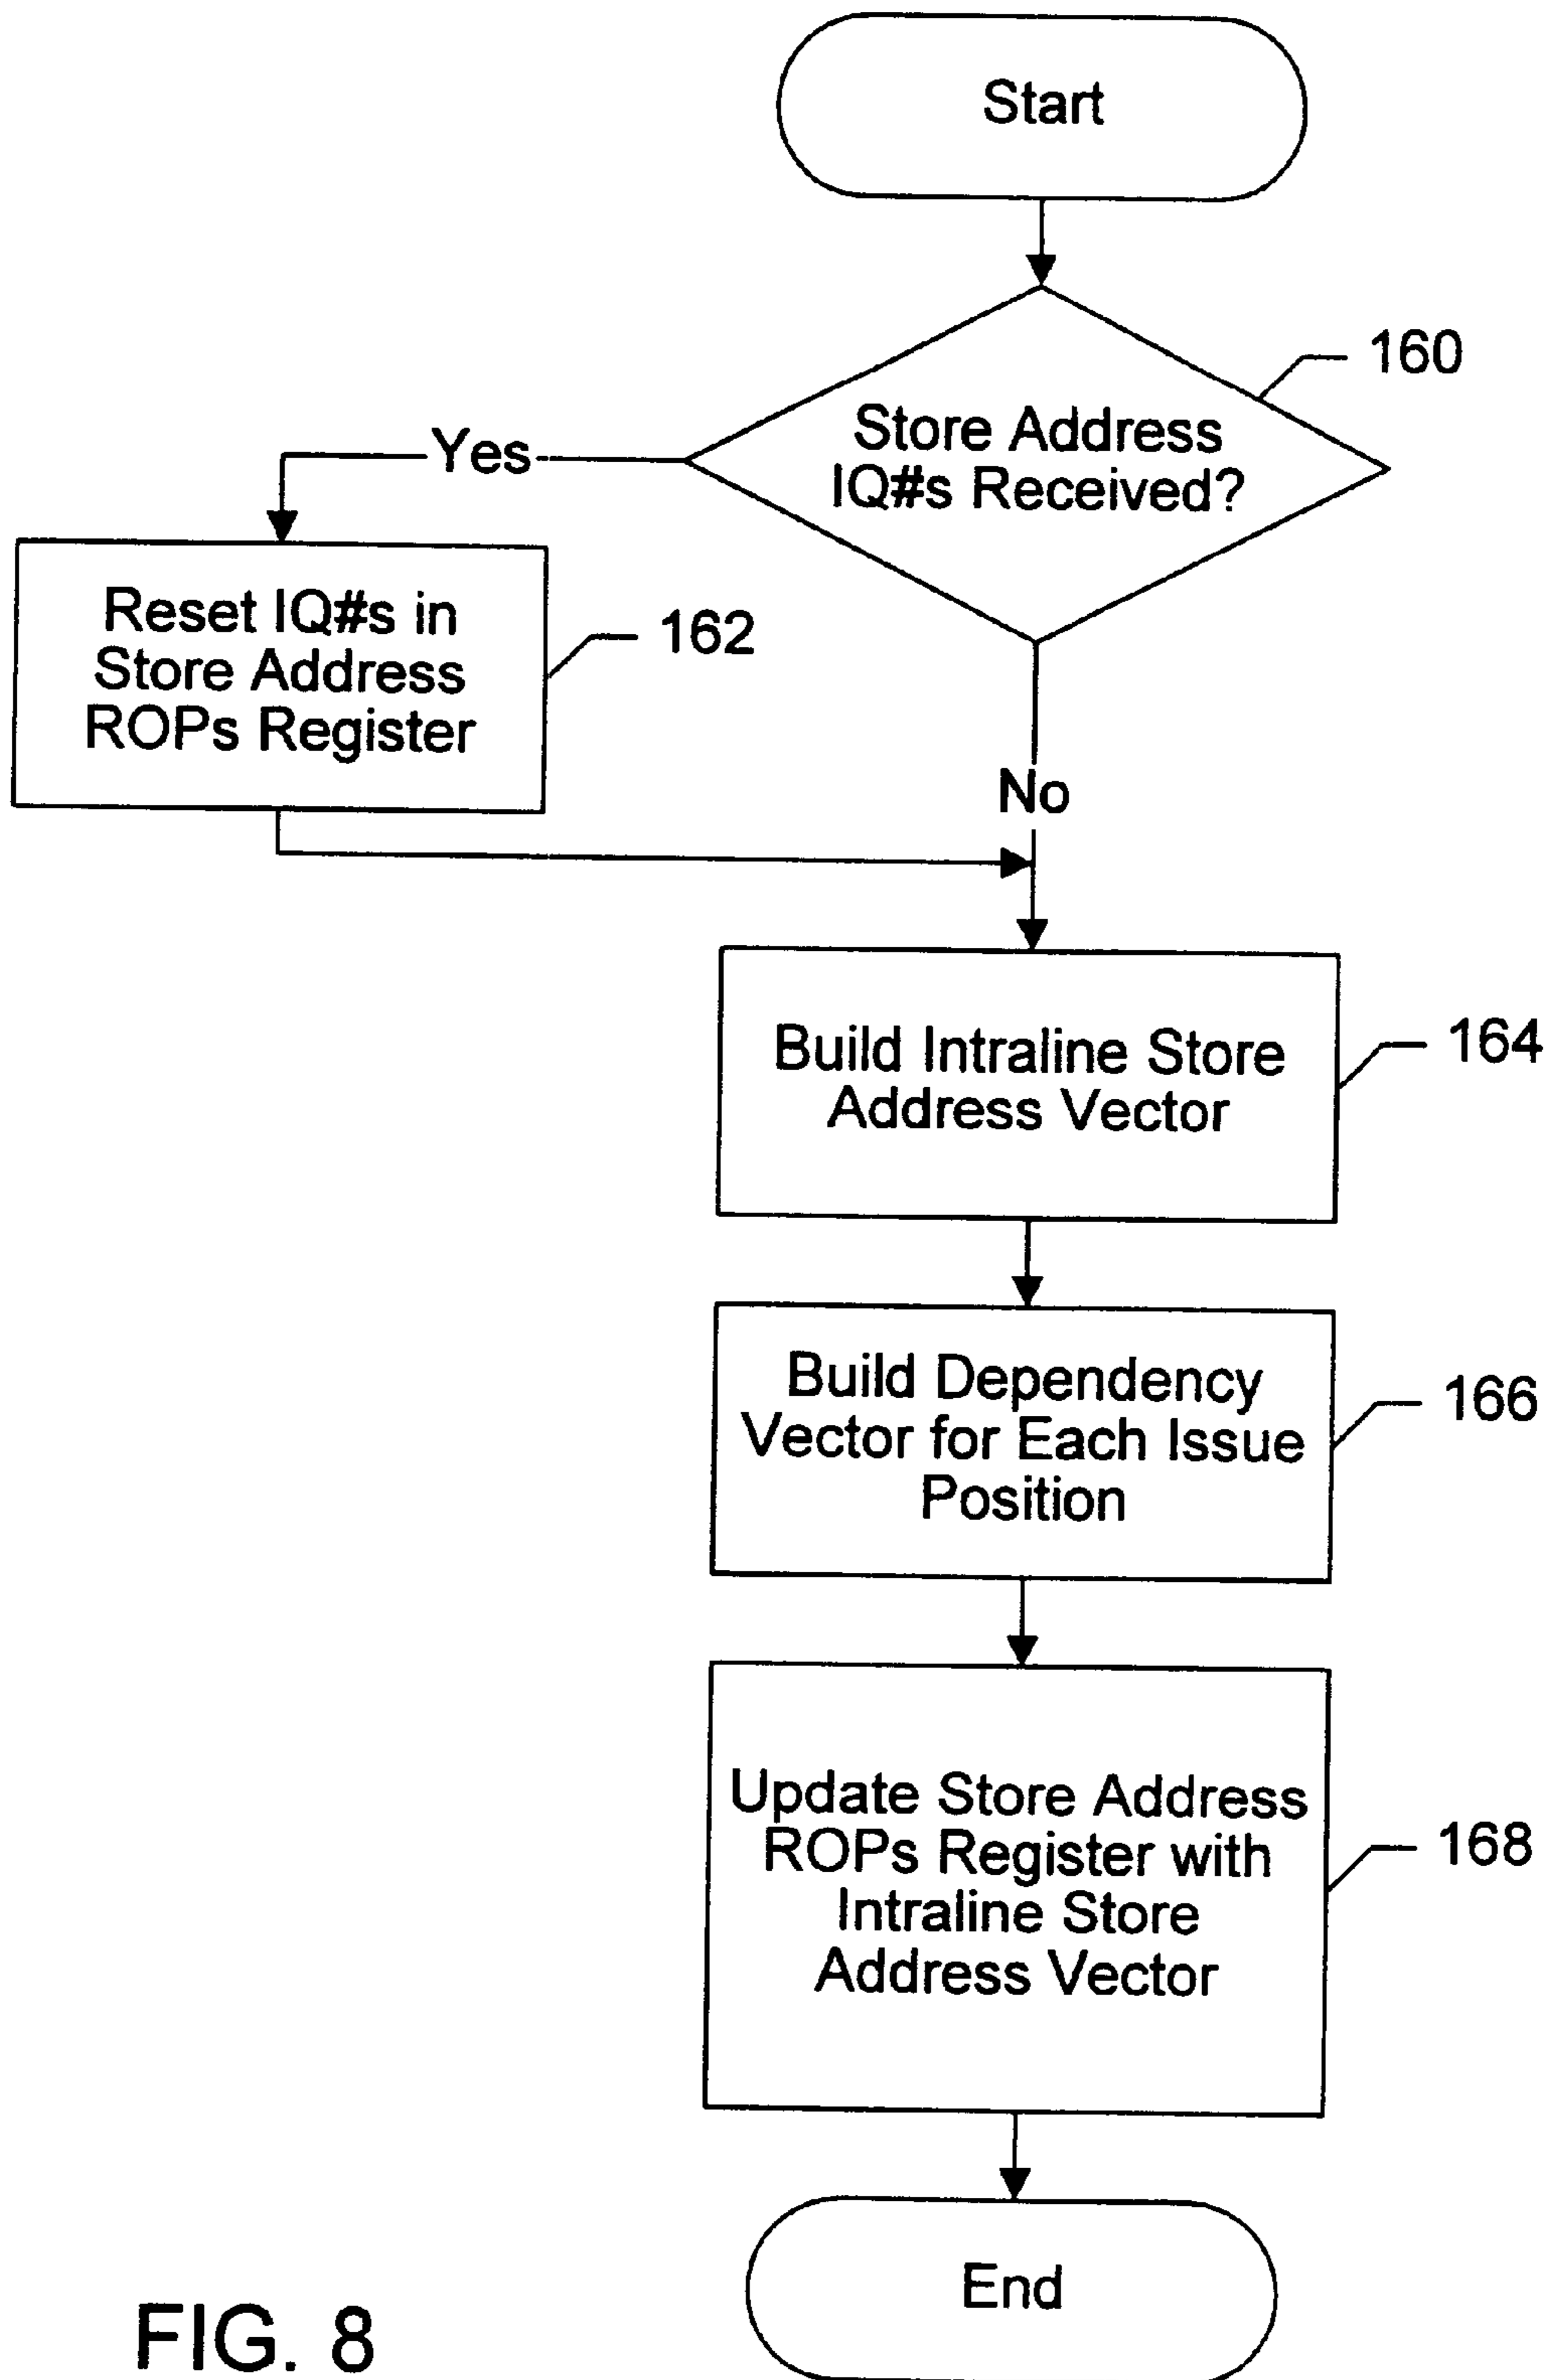 Start
160
Store Address
IQ#s Received?
Yes
Reset IQ#s in
Store Address
ROPs Register
162
No
Build Intraline Store
Address Vector
164
Build Dependency
Vector for Each Issue
Position
166
Update Store Address
ROPs Register with
Intraline Store
Address Vector
168
End
FIG. 8